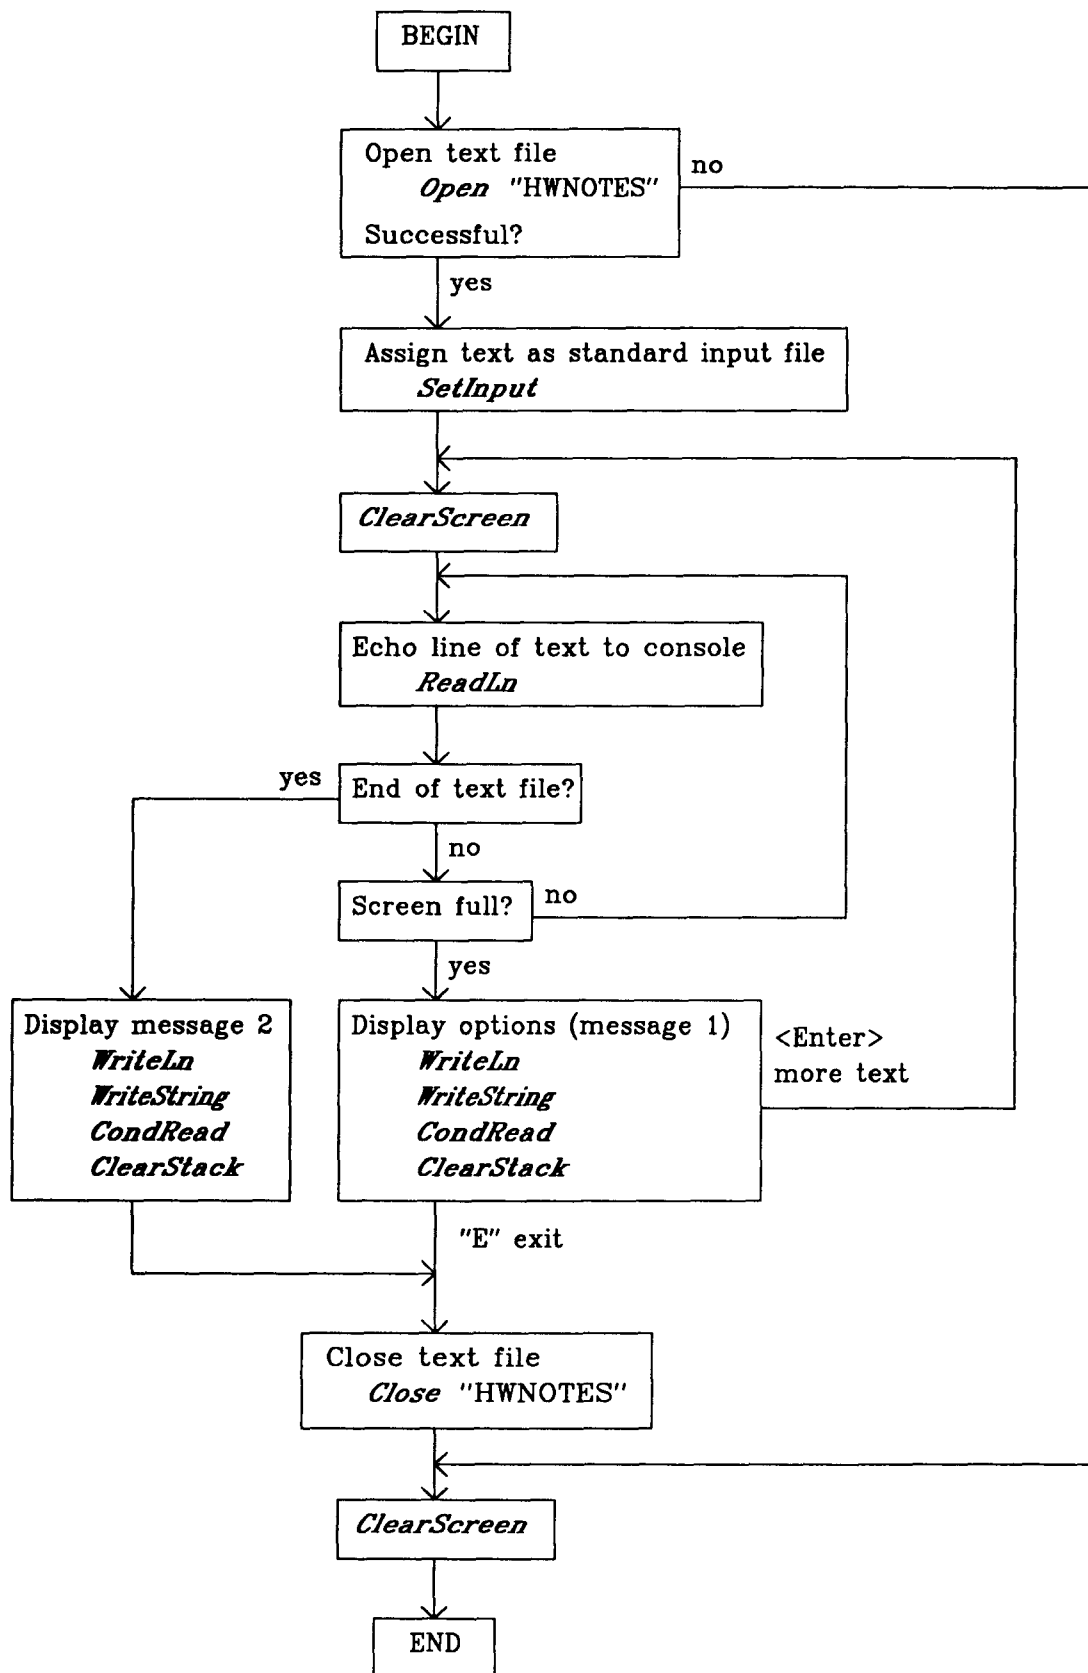 BEGIN
Open text file
Open "HWNOTES"
Successful?
no
yes
Assign text as standard input file
SetInput
ClearScreen
Echo line of text to console
ReadLn
yes
End of text file?
no
Screen full?
no
yes
Display message 2
WriteLn
WriteString
CondRead
ClearStack
Display options (message 1)
WriteLn
WriteString
CondRead
ClearStack
<Enter>
more text
"E" exit
Close text file
Close "HWNOTES"
ClearScreen
END